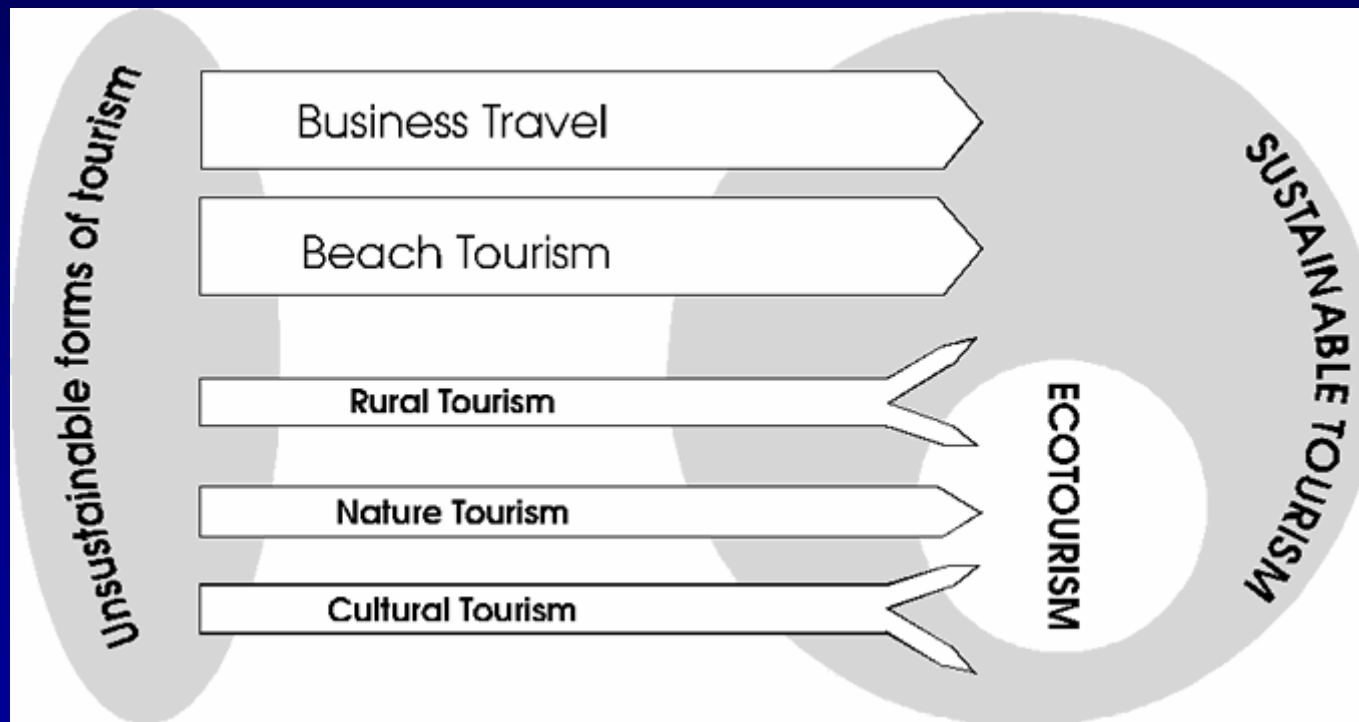 Unsustainable forms of tourism
Business Travel
Beach Tourism
Rural Tourism
Nature Tourism
Cultural Tourism
ECOTOURISM
SUSTAINABLE TOURISM